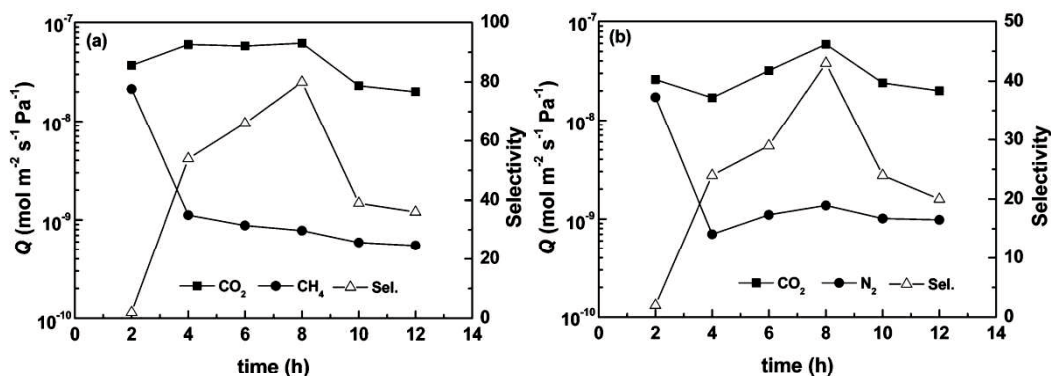 (a)
10⁻⁷
10⁻⁸
10⁻⁹
10⁻¹⁰
Q (mol m⁻² s⁻¹ Pa⁻¹)
100
80
60
40
20
0
Selectivity
CO₂ CH₄ Sel.
0 2 4 6 8 10 12 14
time (h)
(b)
10⁻⁷
10⁻⁸
10⁻⁹
10⁻¹⁰
Q (mol m⁻² s⁻¹ Pa⁻¹)
50
40
30
20
10
0
Selectivity
CO₂ N₂ Sel.
0 2 4 6 8 10 12 14
time (h)